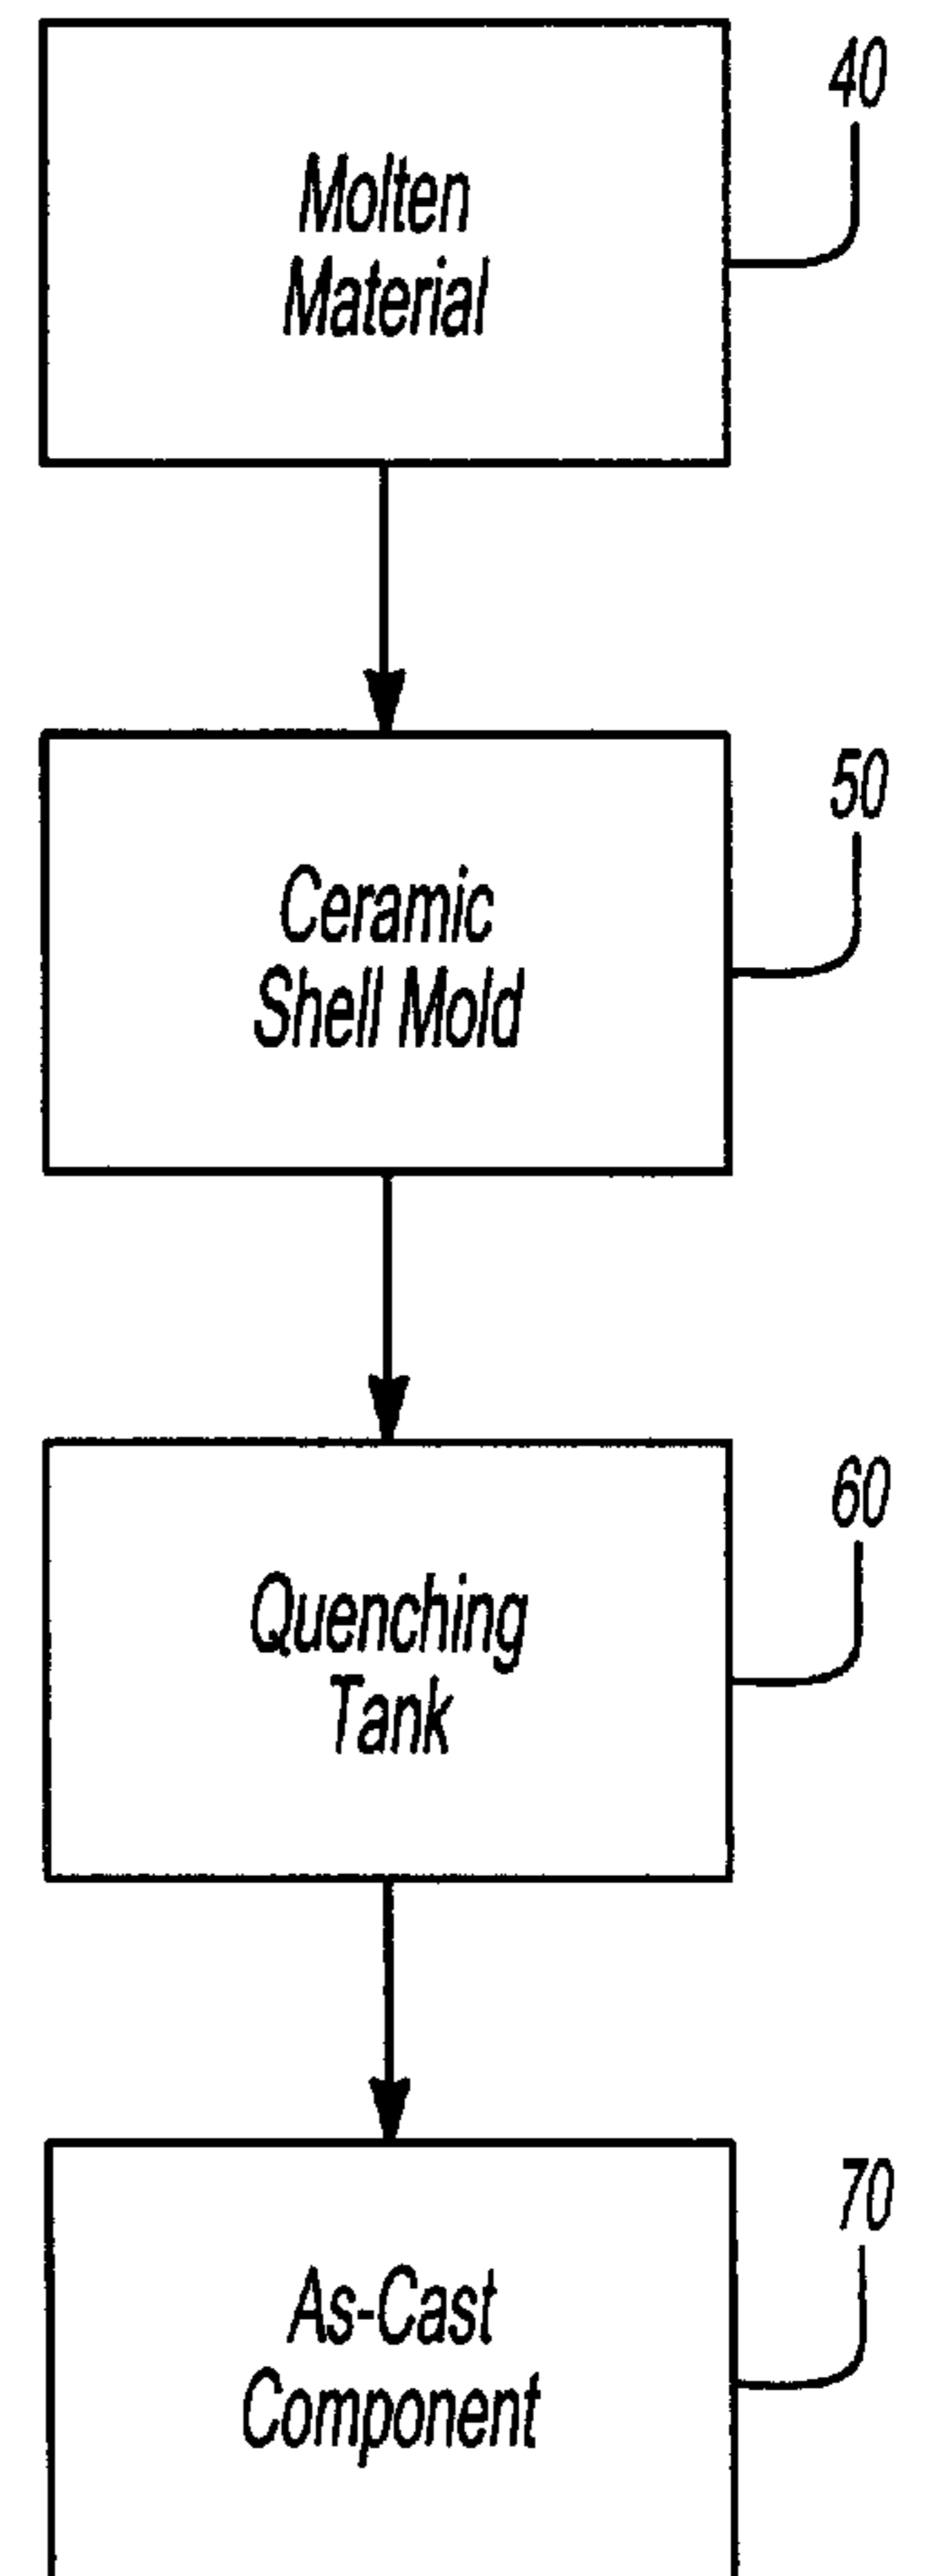 40
Molten
Material
50
Ceramic
Shell Mold
60
Quenching
Tank
70
As-Cast
Component